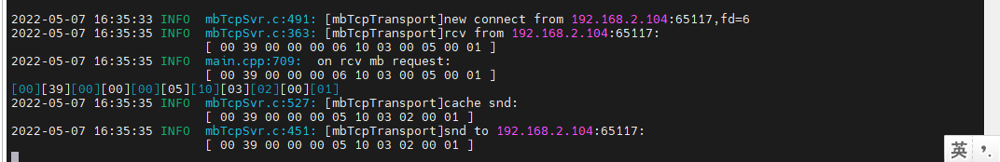 2022-05-07 16:35:33 INFO  mbTcpSvr.c:491: [mbTcpTransport]new connect from 192.168.2.104:65117,fd=6
2022-05-07 16:35:35 INFO  mbTcpSvr.c:363: [mbTcpTransport]rcv from 192.168.2.104:65117:
[ 00 39 00 00 00 06 10 03 00 05 00 01 ]
2022-05-07 16:35:35 INFO  main.cpp:709:  on rcv mb request:
[ 00 39 00 00 00 06 10 03 00 05 00 01 ]
[00][39][00][00][00][05][10][03][02][00][01]
2022-05-07 16:35:35 INFO  mbTcpSvr.c:527: [mbTcpTransport]cache snd:
[ 00 39 00 00 00 05 10 03 02 00 01 ]
2022-05-07 16:35:35 INFO  mbTcpSvr.c:451: [mbTcpTransport]snd to 192.168.2.104:65117:
[ 00 39 00 00 00 05 10 03 02 00 01 ]
英 ’,